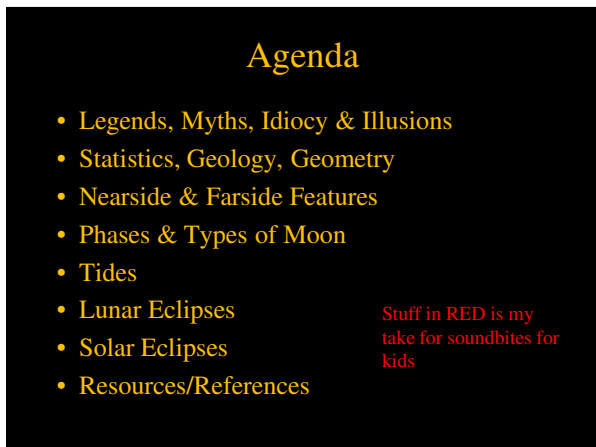 Agenda
• Legends, Myths, Idiocy & Illusions
• Statistics, Geology, Geometry
• Nearside & Farside Features
• Phases & Types of Moon
• Tides
• Lunar Eclipses
• Solar Eclipses
• Resources/References
Stuff in RED is my
take for soundbites for
kids